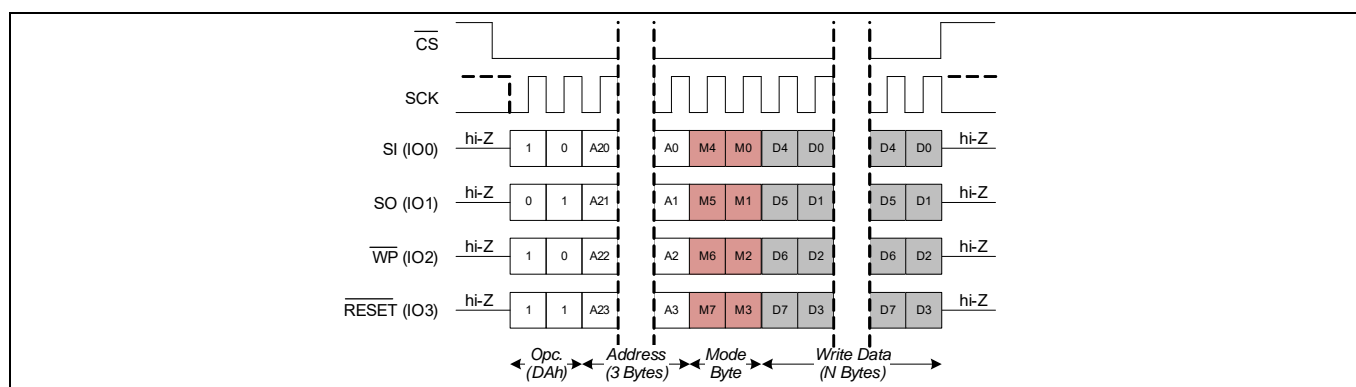 CS
SCK
SI (IO0) hi-Z 1 0 A20 A0 M4 M0 D4 D0 D4 D0 hi-Z
SO (IO1) hi-Z 0 1 A21 A1 M5 M1 D5 D1 D5 D1 hi-Z
WP (IO2) hi-Z 1 0 A22 A2 M6 M2 D6 D2 D6 D2 hi-Z
RESET (IO3) hi-Z 1 1 A23 A3 M7 M3 D7 D3 D7 D3 hi-Z
Opc. Address Mode Write Data
(DAh) (3 Bytes) Byte (N Bytes)